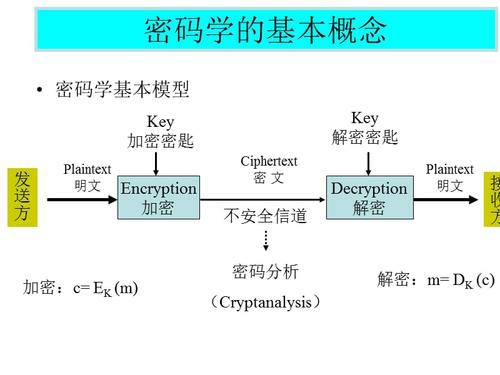 密码学的基本概念
• 密码学基本模型
Key
加密密匙
Key
解密密匙
发送方
Plaintext
明文
Encryption
加密
Ciphertext
密 文
不安全信道
Decryption
解密
Plaintext
明文
接收方
密码分析
（Cryptanalysis）
加密：c= EK (m)
解密：m= DK (c)